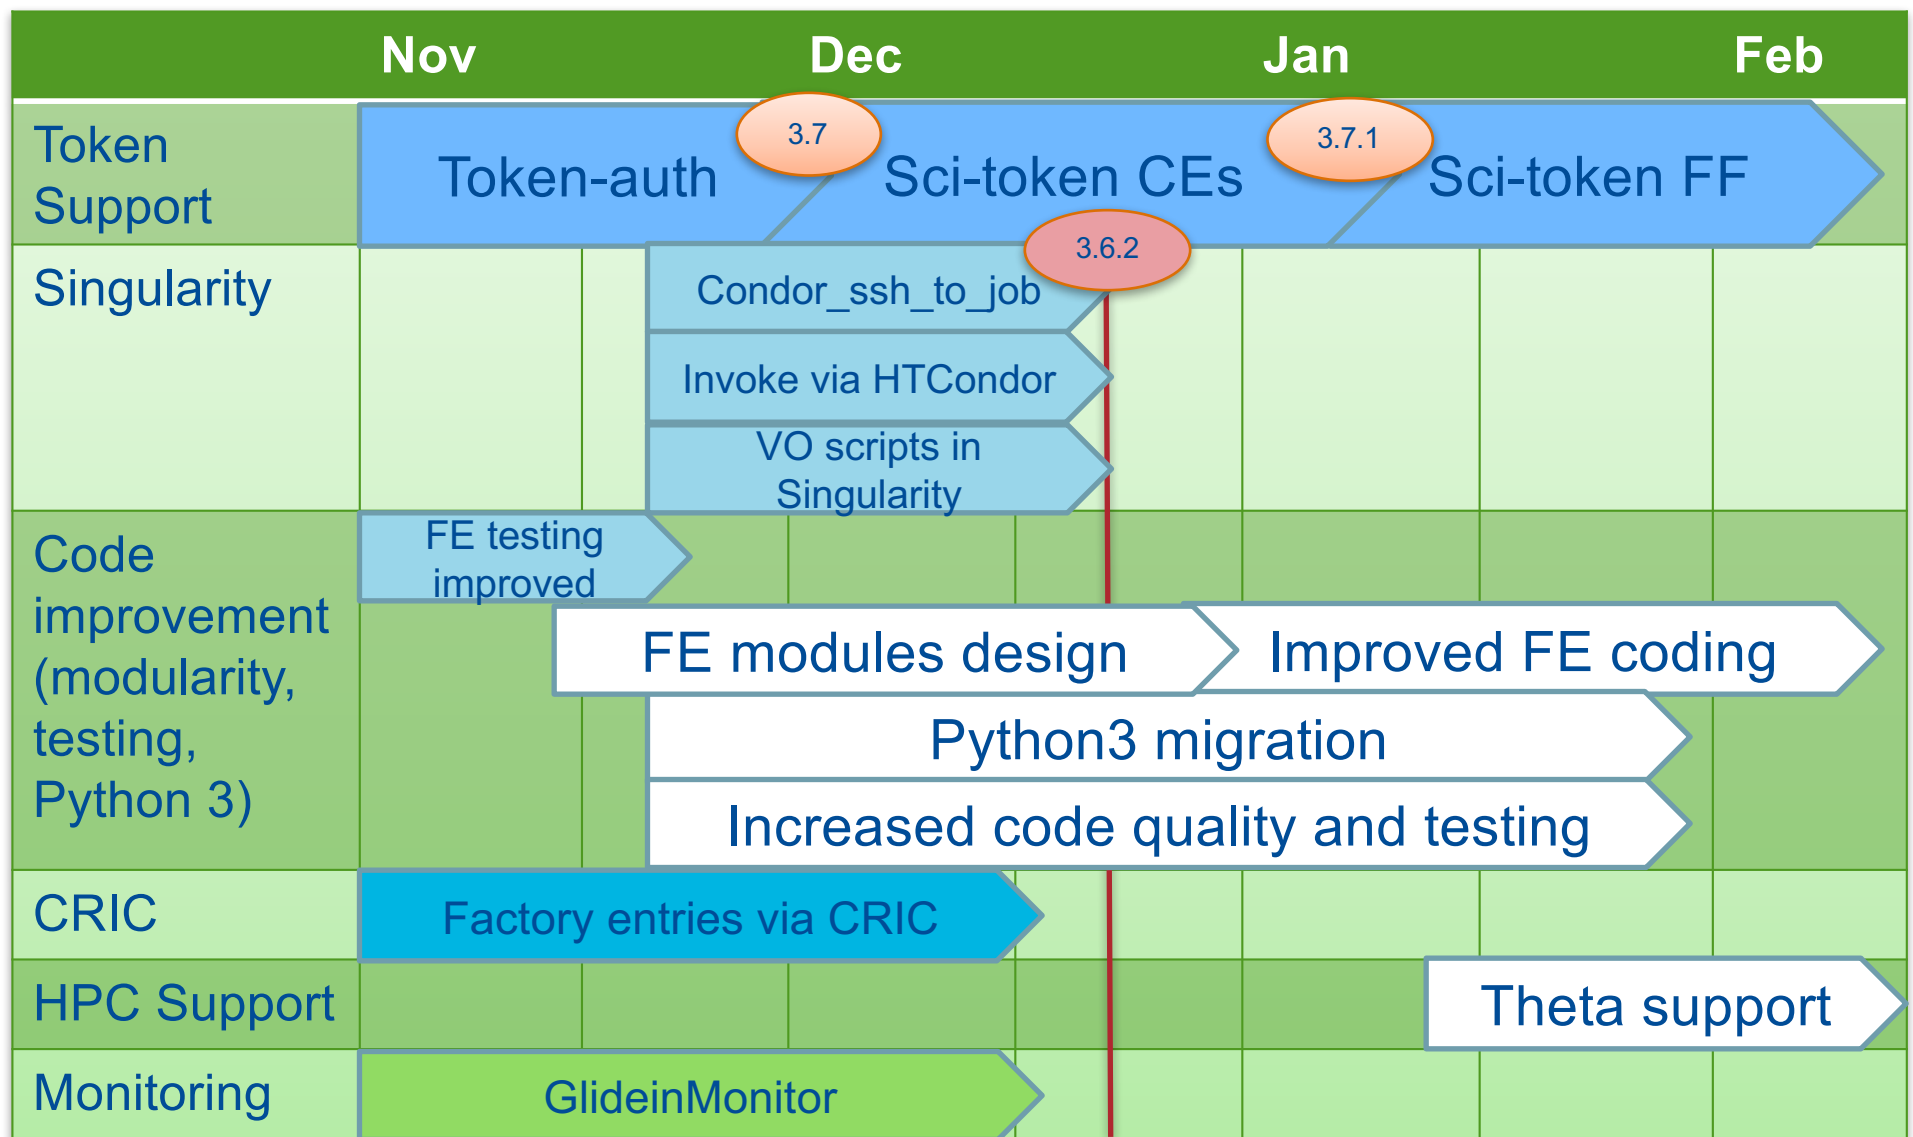 Nov Dec Jan Feb
Token
Support
Token-auth
3.7
Sci-token CEs
3.7.1
Sci-token FF
Singularity
3.6.2
Condor_ssh_to_job
Invoke via HTCondor
VO scripts in
Singularity
Code
improvement
(modularity,
testing,
Python 3)
FE testing
improved
FE modules design
Improved FE coding
Python3 migration
Increased code quality and testing
CRIC
Factory entries via CRIC
HPC Support
Theta support
Monitoring
GlideinMonitor